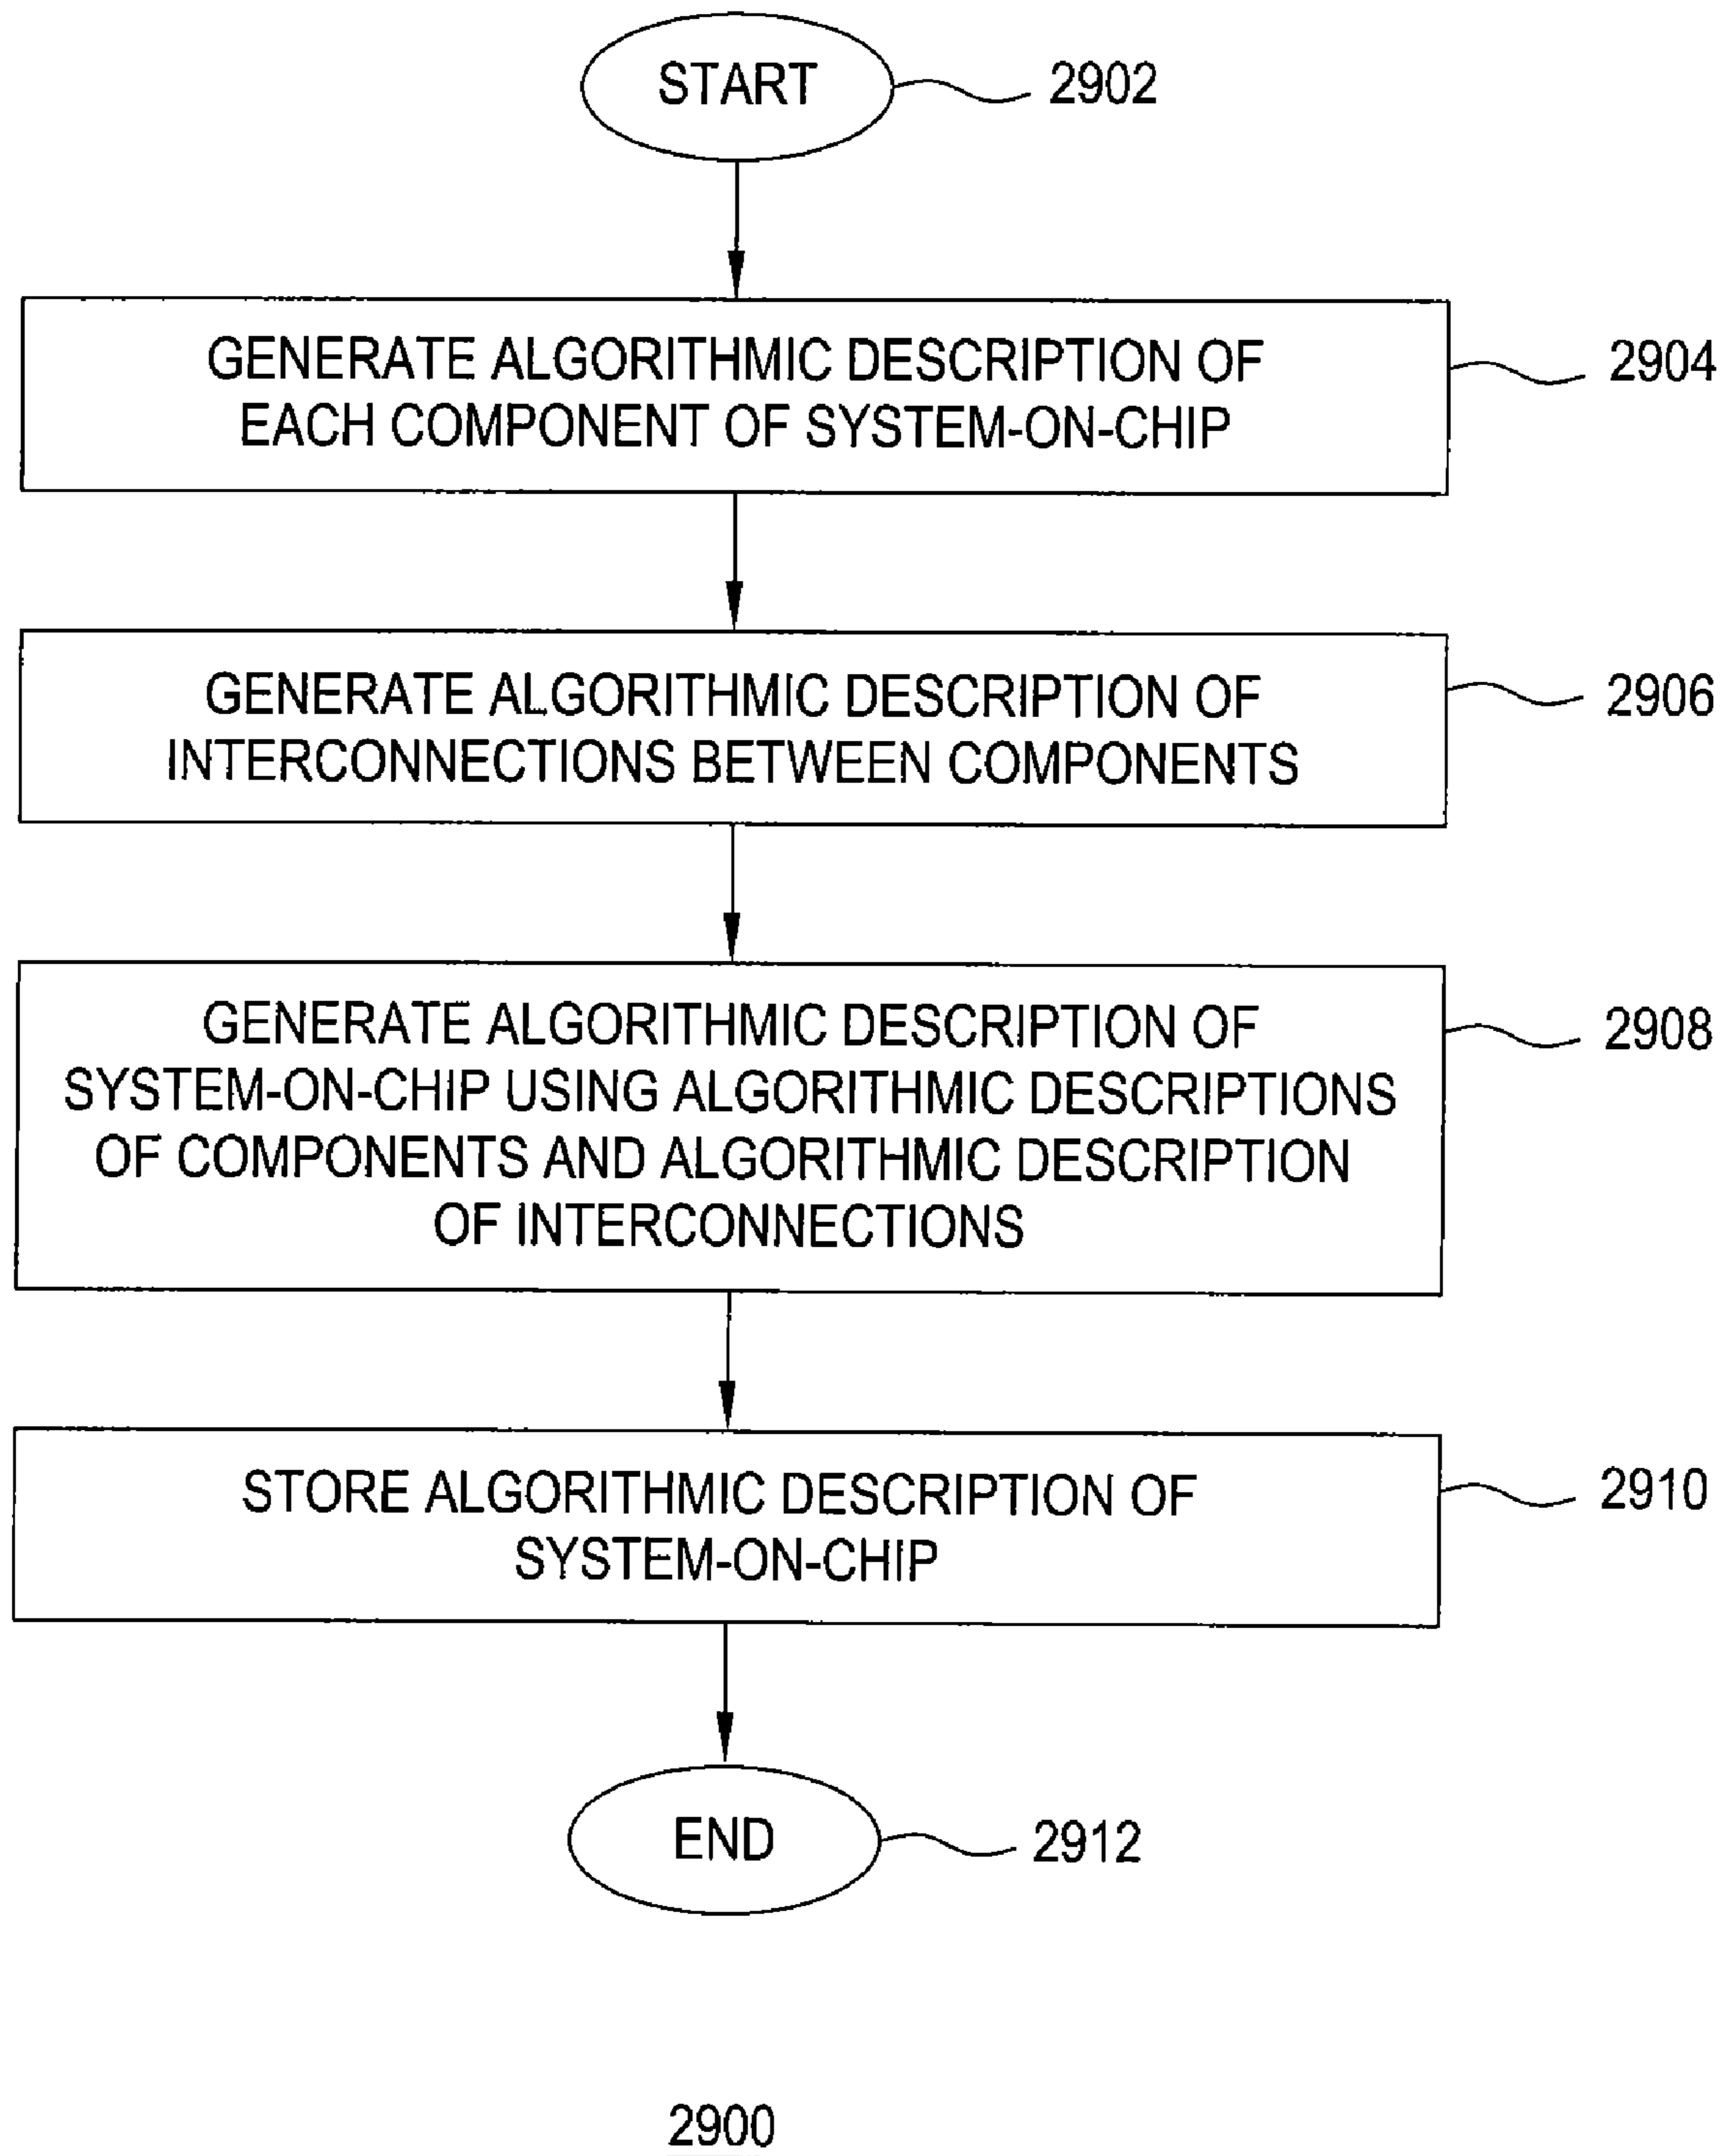 START
2902
GENERATE ALGORITHMIC DESCRIPTION OF
EACH COMPONENT OF SYSTEM-ON-CHIP
2904
GENERATE ALGORITHMIC DESCRIPTION OF
INTERCONNECTIONS BETWEEN COMPONENTS
2906
GENERATE ALGORITHMIC DESCRIPTION OF
SYSTEM-ON-CHIP USING ALGORITHMIC DESCRIPTIONS
OF COMPONENTS AND ALGORITHMIC DESCRIPTION
OF INTERCONNECTIONS
2908
STORE ALGORITHMIC DESCRIPTION OF
SYSTEM-ON-CHIP
2910
END
2912
2900